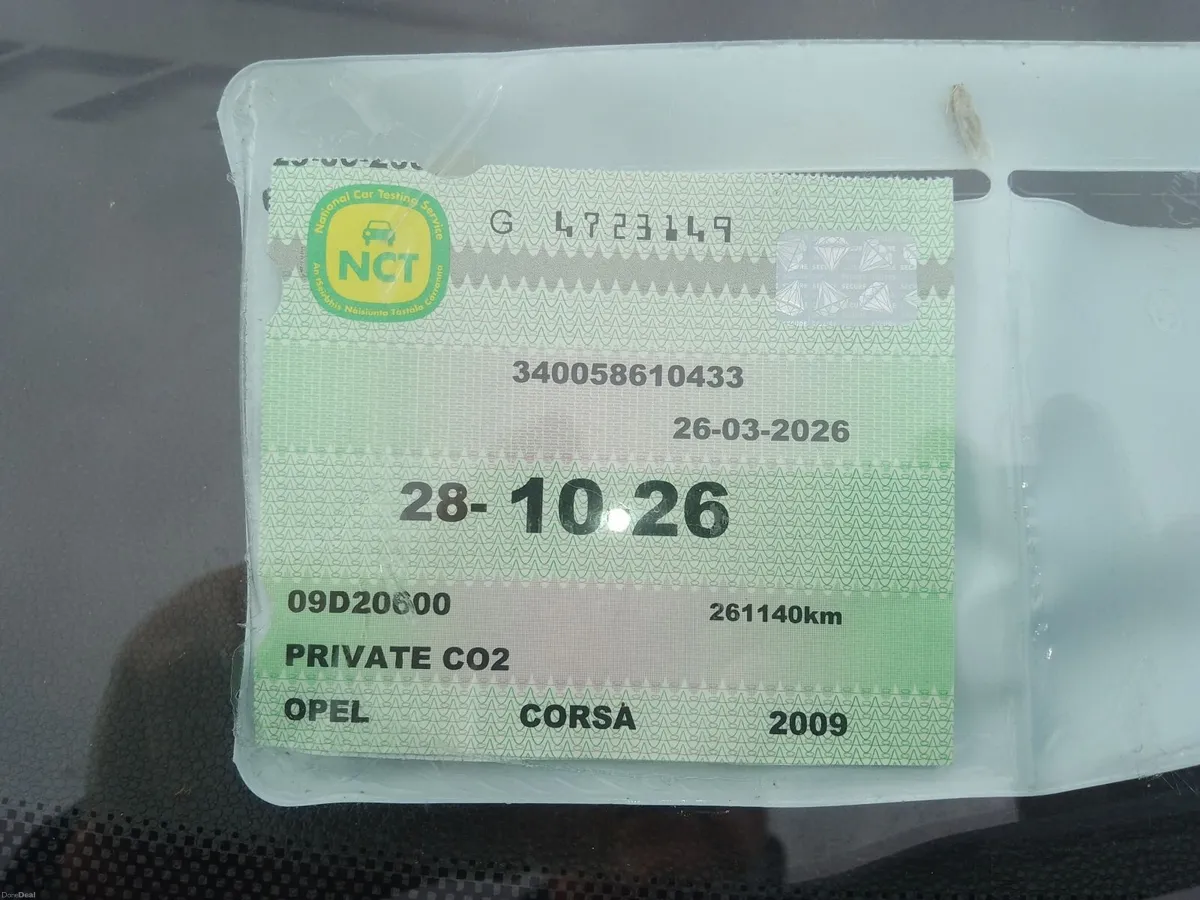 National Car Testing Service
NCT
An tSeirbhís Náisiúnta Tástála Carranna
G 4723149
340058610433
26-03-2026
28- 10-26
09D20600
261140km
PRIVATE CO2
OPEL CORSA 2009
DoneDeal